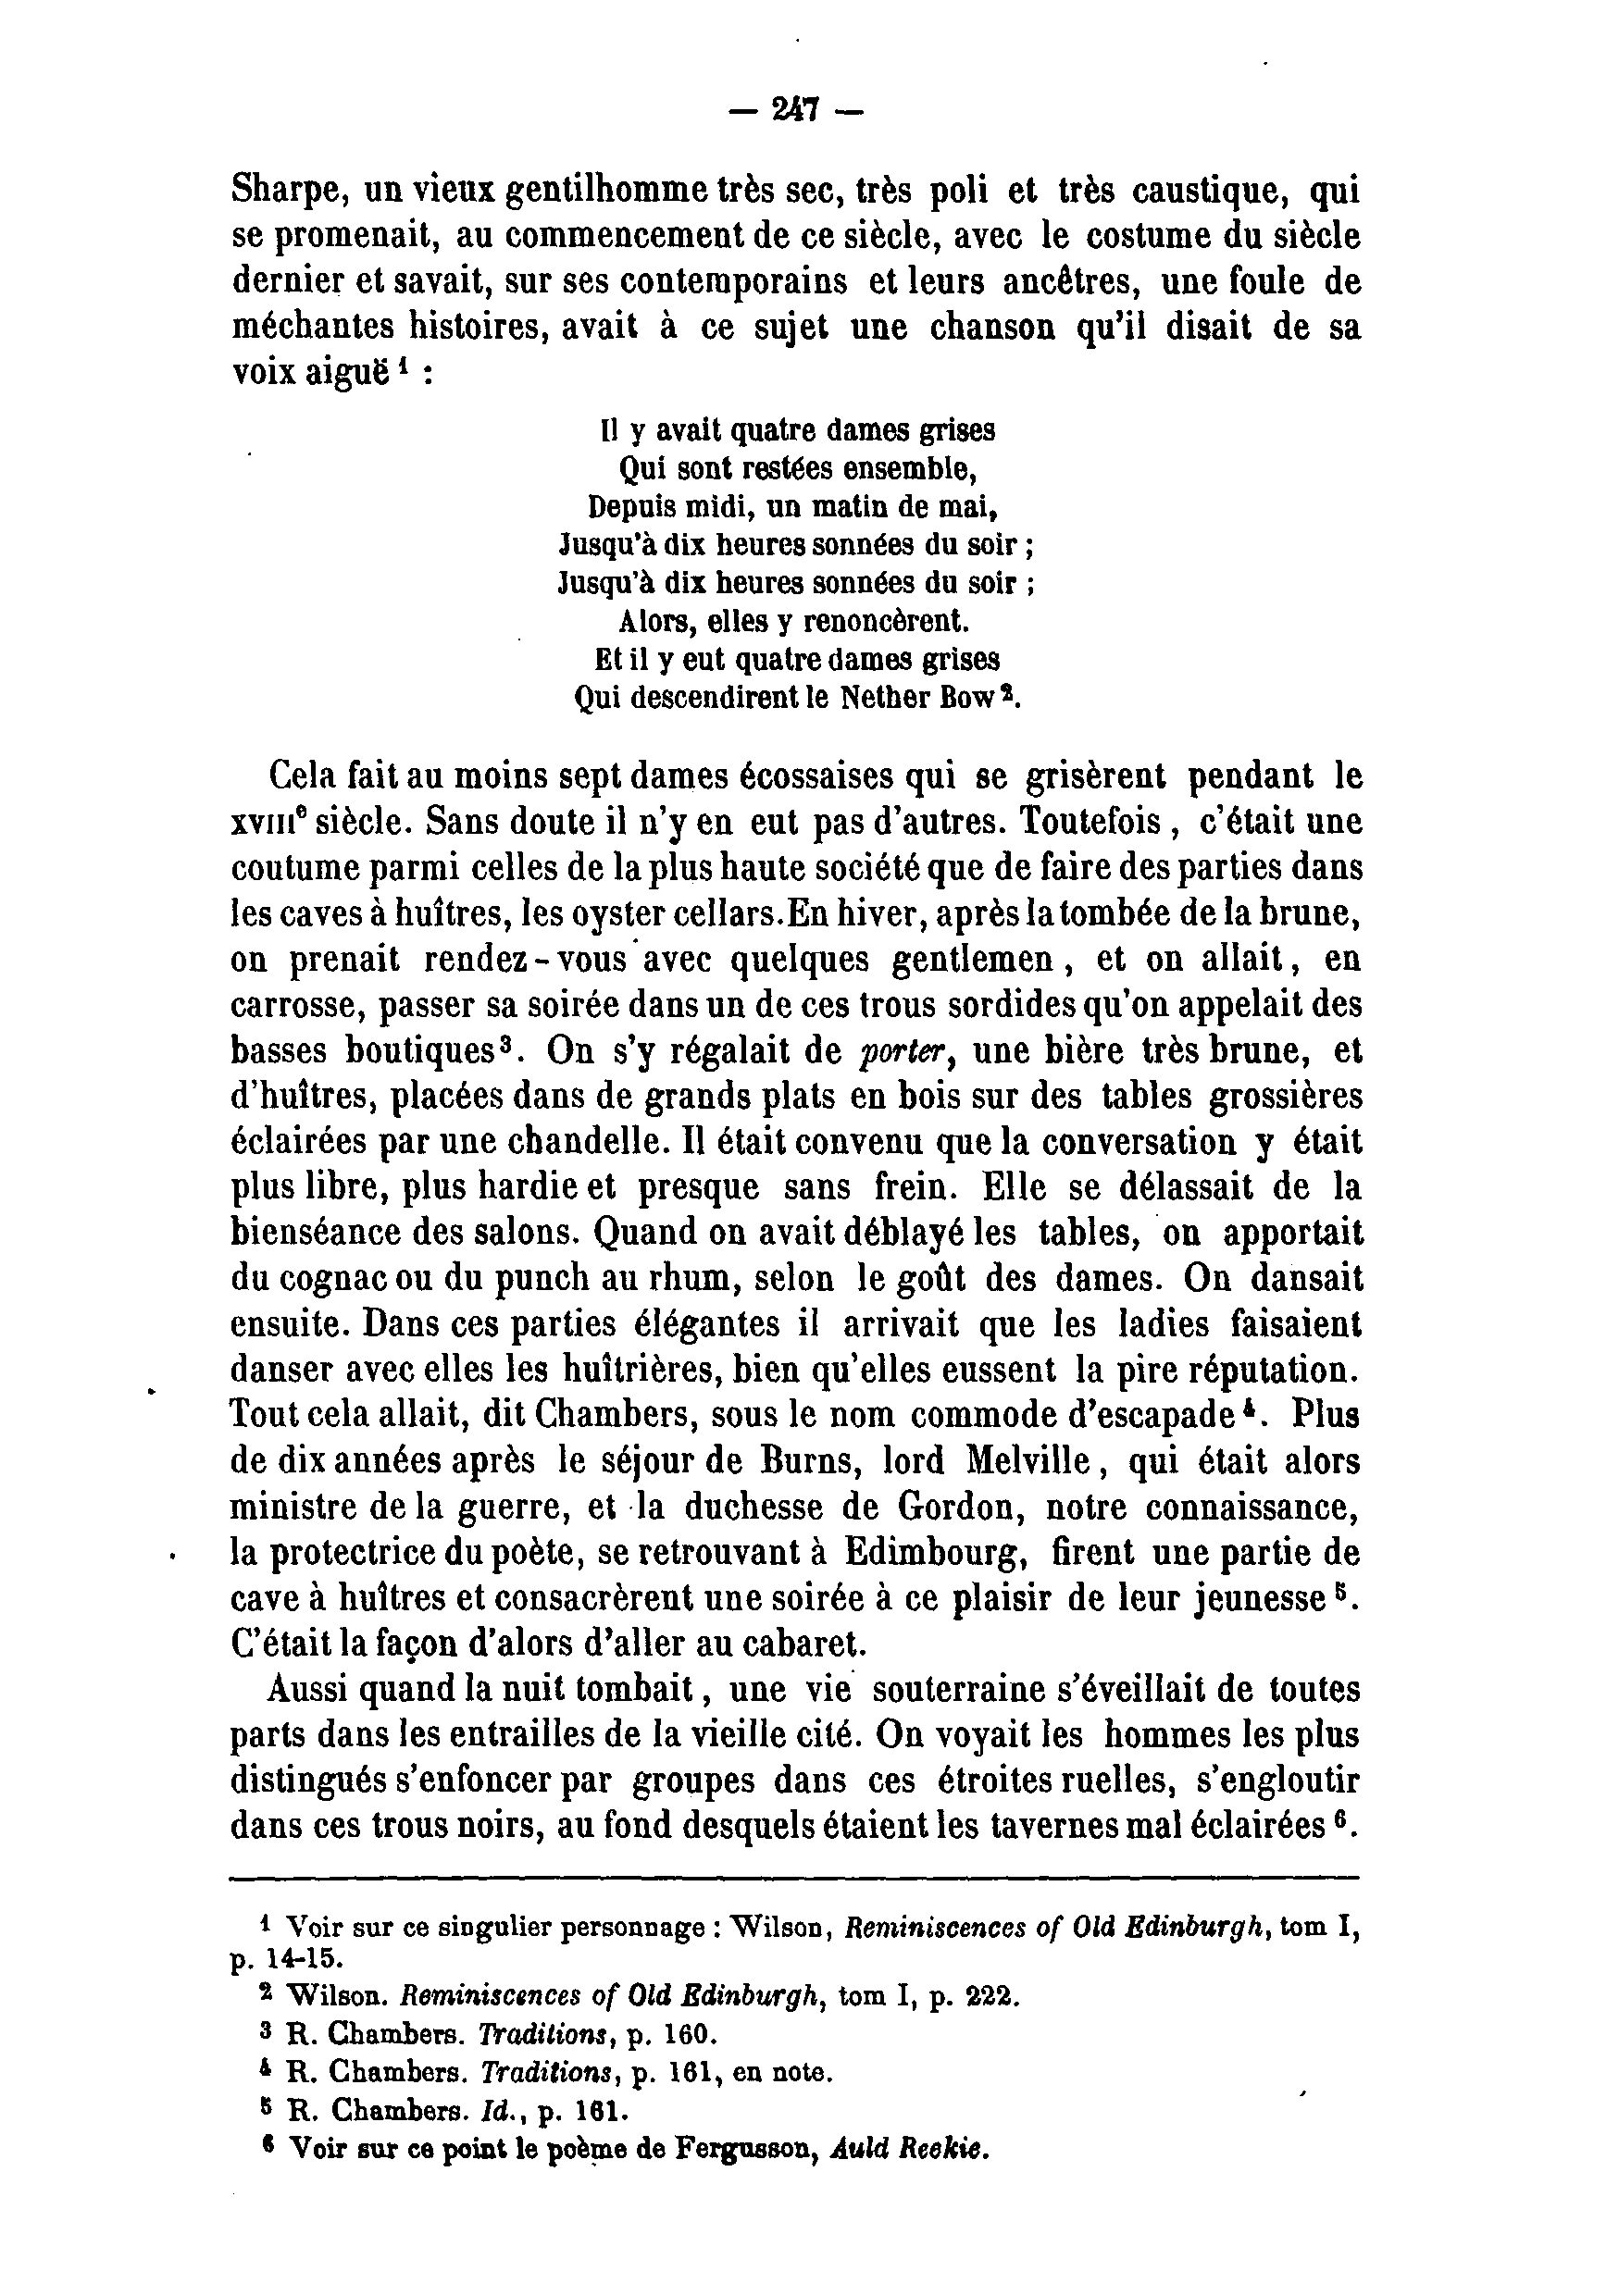 — 247 —
Sharpe, un vieux gentilhomme très sec, très poli et très caustique, qui
se promenait, au commencement de ce siècle, avec le costume du siècle
dernier et savait, sur ses contemporains et leurs ancêtres, une foule de
méchantes histoires, avait à ce sujet une chanson qu'il disait de sa
voix aiguë ¹ :
Il y avait quatre dames grises
Qui sont restées ensemble,
Depuis midi, un matin de mai,
Jusqu'à dix heures sonnées du soir ;
Jusqu'à dix heures sonnées du soir ;
Alors, elles y renoncèrent.
Et il y eut quatre dames grises
Qui descendirent le Nether Bow ².
Cela fait au moins sept dames écossaises qui se grisèrent pendant le
XVIIIᵉ siècle. Sans doute il n'y en eut pas d'autres. Toutefois, c'était une
coutume parmi celles de la plus haute société que de faire des parties dans
les caves à huîtres, les oyster cellars. En hiver, après la tombée de la brune,
on prenait rendez-vous avec quelques gentlemen, et on allait, en
carrosse, passer sa soirée dans un de ces trous sordides qu'on appelait des
basses boutiques ³. On s'y régalait de porter, une bière très brune, et
d'huîtres, placées dans de grands plats en bois sur des tables grossières
éclairées par une chandelle. Il était convenu que la conversation y était
plus libre, plus hardie et presque sans frein. Elle se délassait de la
bienséance des salons. Quand on avait déblayé les tables, on apportait
du cognac ou du punch au rhum, selon le goût des dames. On dansait
ensuite. Dans ces parties élégantes il arrivait que les ladies faisaient
danser avec elles les huîtrières, bien qu'elles eussent la pire réputation.
Tout cela allait, dit Chambers, sous le nom commode d'escapade ⁴. Plus
de dix années après le séjour de Burns, lord Melville, qui était alors
ministre de la guerre, et la duchesse de Gordon, notre connaissance,
la protectrice du poète, se retrouvant à Edimbourg, firent une partie de
cave à huîtres et consacrèrent une soirée à ce plaisir de leur jeunesse ⁵.
C'était la façon d'alors d'aller au cabaret.
Aussi quand la nuit tombait, une vie souterraine s'éveillait de toutes
parts dans les entrailles de la vieille cité. On voyait les hommes les plus
distingués s'enfoncer par groupes dans ces étroites ruelles, s'engloutir
dans ces trous noirs, au fond desquels étaient les tavernes mal éclairées ⁶.
¹ Voir sur ce singulier personnage : Wilson, Reminiscences of Old Edinburgh, tom I,
p. 14-15.
² Wilson. Reminiscences of Old Edinburgh, tom I, p. 222.
³ R. Chambers. Traditions, p. 160.
⁴ R. Chambers. Traditions, p. 161, en note.
⁵ R. Chambers. Id., p. 161.
⁶ Voir sur ce point le poème de Fergusson, Auld Reekie.